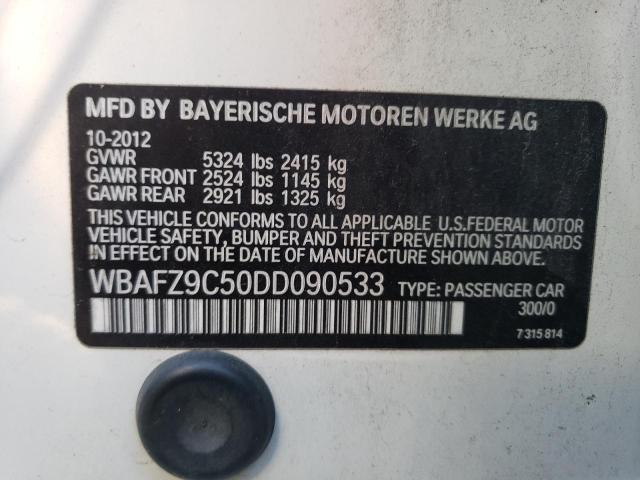 MFD BY BAYERISCHE MOTOREN WERKE AG
10-2012
GVWR 5324 lbs 2415 kg
GAWR FRONT 2524 lbs 1145 kg
GAWR REAR 2921 lbs 1325 kg
THIS VEHICLE CONFORMS TO ALL APPLICABLE U.S.FEDERAL MOTOR
VEHICLE SAFETY, BUMPER AND THEFT PREVENTION STANDARDS
IN EFFECT ON THE DATE OF MANUFACTURE SHOWN ABOVE.
WBAFZ9C50DD090533 TYPE: PASSENGER CAR
300/0
7 315 814